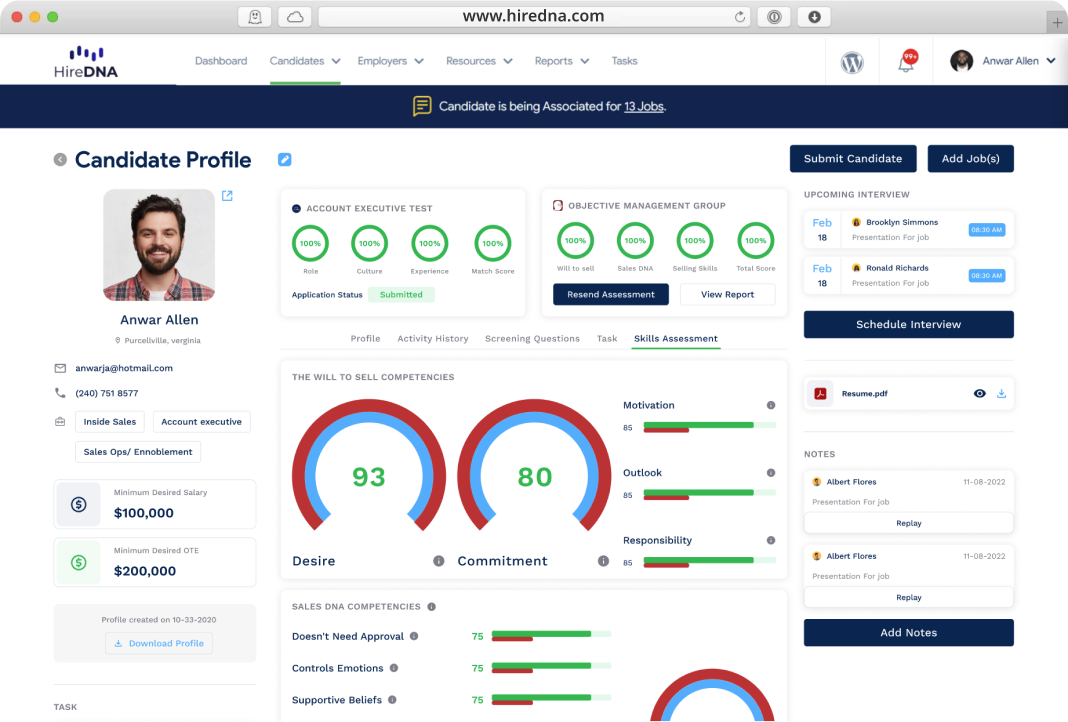 www.hiredna.com
HireDNA
Dashboard
Candidates
Employers
Resources
Reports
Tasks
99+
Anwar Allen
Candidate is being Associated for 13 Jobs.
Candidate Profile
Submit Candidate
Add Job(s)
Anwar Allen
Purcellville, verginia
anwarja@hotmail.com
(240) 751 8577
Inside Sales
Account executive
Sales Ops/ Ennoblement
Minimum Desired Salary
$100,000
Minimum Desired OTE
$200,000
Profile created on 10-33-2020
Download Profile
TASK
ACCOUNT EXECUTIVE TEST
100% 100% 100% 100%
Role Culture Experience Match Score
Application Status Submitted
OBJECTIVE MANAGEMENT GROUP
100% 100% 100% 100%
Will to sell Sales DNA Selling Skills Total Score
Resend Assessment
View Report
Profile
Activity History
Screening Questions
Task
Skills Assessment
THE WILL TO SELL COMPETENCIES
93
Desire
80
Commitment
Motivation
85
Outlook
85
Responsibility
85
SALES DNA COMPETENCIES
Doesn't Need Approval 75
Controls Emotions 75
Supportive Beliefs 75
UPCOMING INTERVIEW
Feb
18
Brooklyn Simmons
Presentation For job
08:30 AM
Feb
18
Ronald Richards
Presentation For job
08:30 AM
Schedule Interview
Resume.pdf
NOTES
Albert Flores 11-08-2022
Presentation For job
Replay
Albert Flores 11-08-2022
Presentation For job
Replay
Add Notes